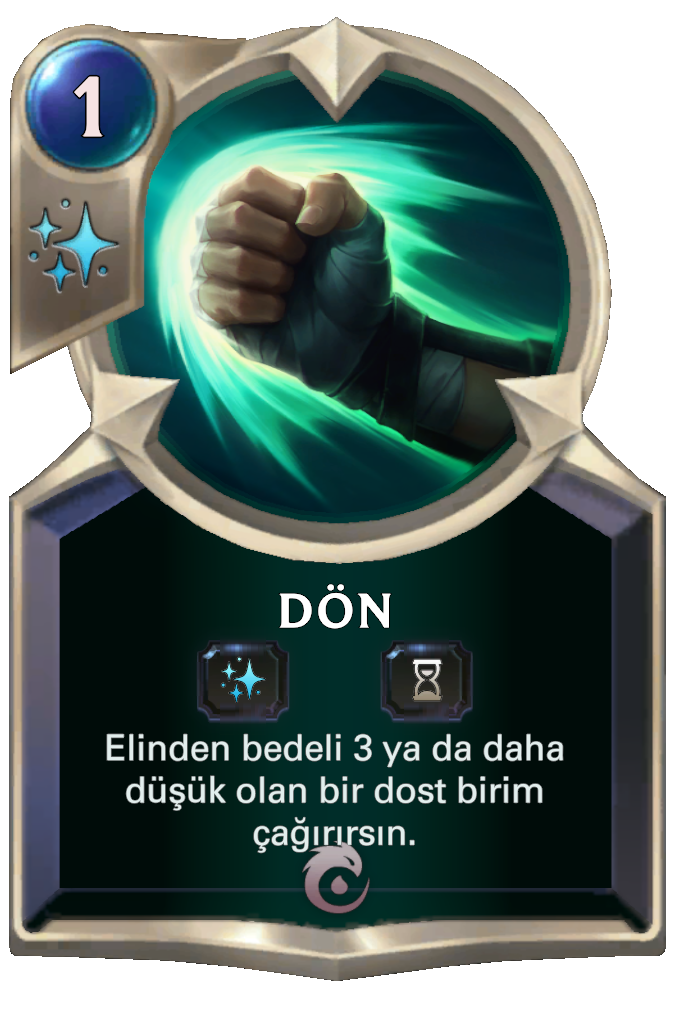 1
DÖN
Elinden bedeli 3 ya da daha
düşük olan bir dost birim
çağırırsın.